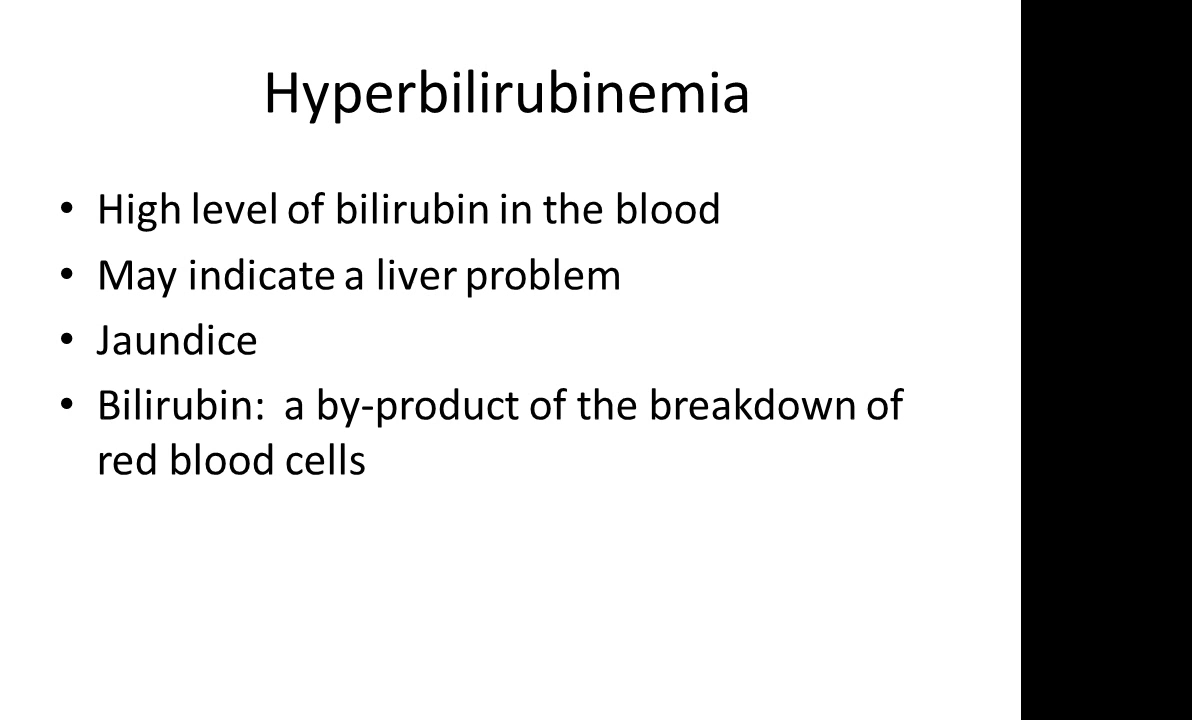 Hyperbilirubinemia
• High level of bilirubin in the blood
• May indicate a liver problem
• Jaundice
• Bilirubin:  a by-product of the breakdown of
red blood cells